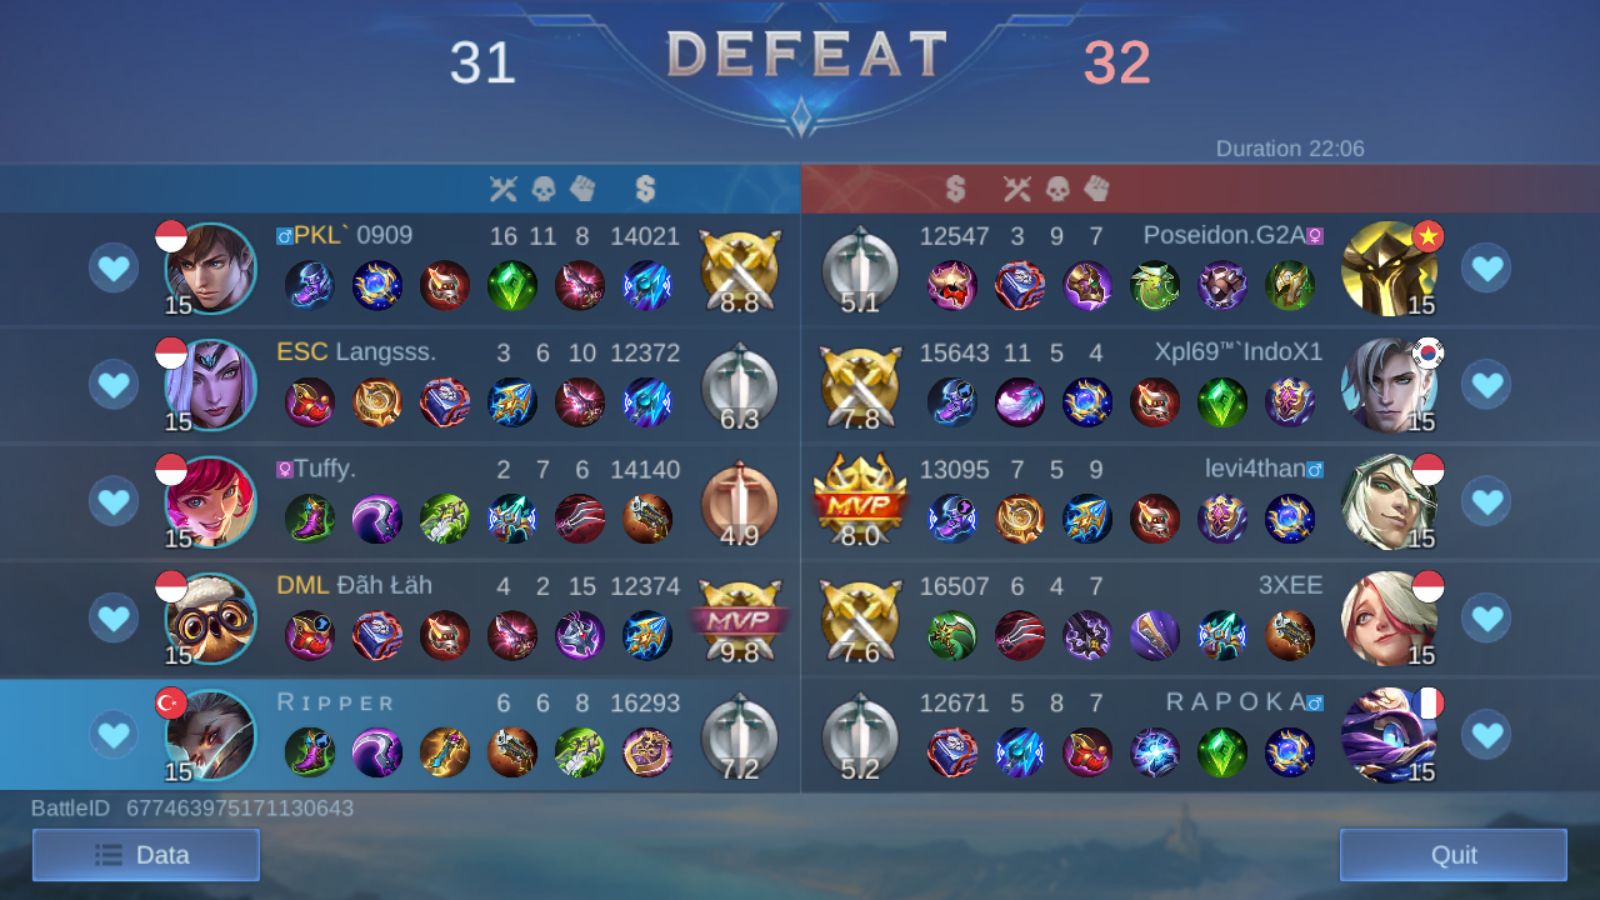 31 DEFEAT 32
Duration 22:06
PKL` 0909 16 11 8 14021 8.8 15
5.1 12547 3 9 7 Poseidon.G2A 15
ESC Langsss. 3 6 10 12372 6.3 15
7.8 15643 11 5 4 Xpl69™`IndoX1 15
Tuffy. 2 7 6 14140 4.9 15
MVP 8.0 13095 7 5 9 levi4than 15
DML Đãh Łäh 4 2 15 12374 MVP 9.8 15
7.6 16507 6 4 7 3XEE 15
Rɪᴘᴘᴇʀ 6 6 8 16293 7.2 15
5.2 12671 5 8 7 R A P O K A 15
BattleID 677463975171130643
Data
Quit